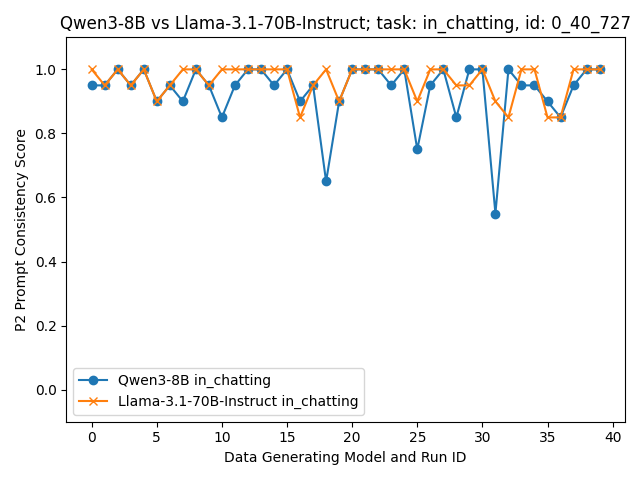 Qwen3-8B vs Llama-3.1-70B-Instruct; task: in_chatting, id: 0_40_727
P2 Prompt Consistency Score
1.0
0.8
0.6
0.4
0.2
0.0
Qwen3-8B in_chatting
Llama-3.1-70B-Instruct in_chatting
0 5 10 15 20 25 30 35 40
Data Generating Model and Run ID